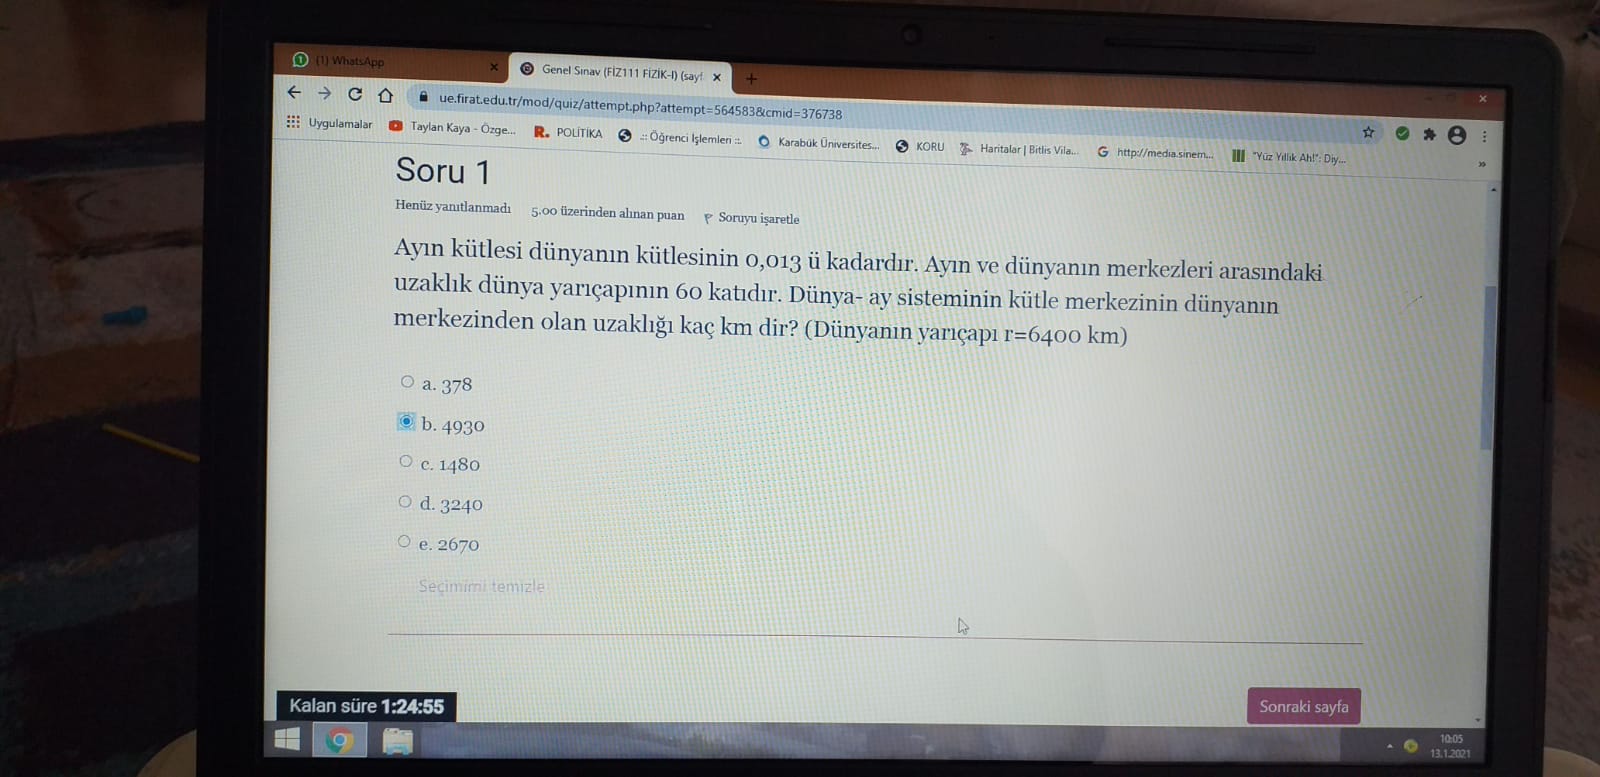 (1) WhatsApp
Genel Sınav (FİZ111 FİZİK-I) (sayf
ue.firat.edu.tr/mod/quiz/attempt.php?attempt=564583&cmid=376738
Uygulamalar Taylan Kaya - Özge... R. POLİTİKA .:: Öğrenci İşlemleri ::. Karabük Üniversites... KORU Haritalar | Bitlis Vila... G http://media.sinem... "Yüz Yıllık Ah!": Diy... »
Soru 1
Henüz yanıtlanmadı 5,00 üzerinden alınan puan Soruyu işaretle
Ayın kütlesi dünyanın kütlesinin 0,013 ü kadardır. Ayın ve dünyanın merkezleri arasındaki
uzaklık dünya yarıçapının 60 katıdır. Dünya- ay sisteminin kütle merkezinin dünyanın
merkezinden olan uzaklığı kaç km dir? (Dünyanın yarıçapı r=6400 km)
a. 378
b. 4930
c. 1480
d. 3240
e. 2670
Seçimimi temizle
Kalan süre 1:24:55
Sonraki sayfa
10:05
13.1.2021